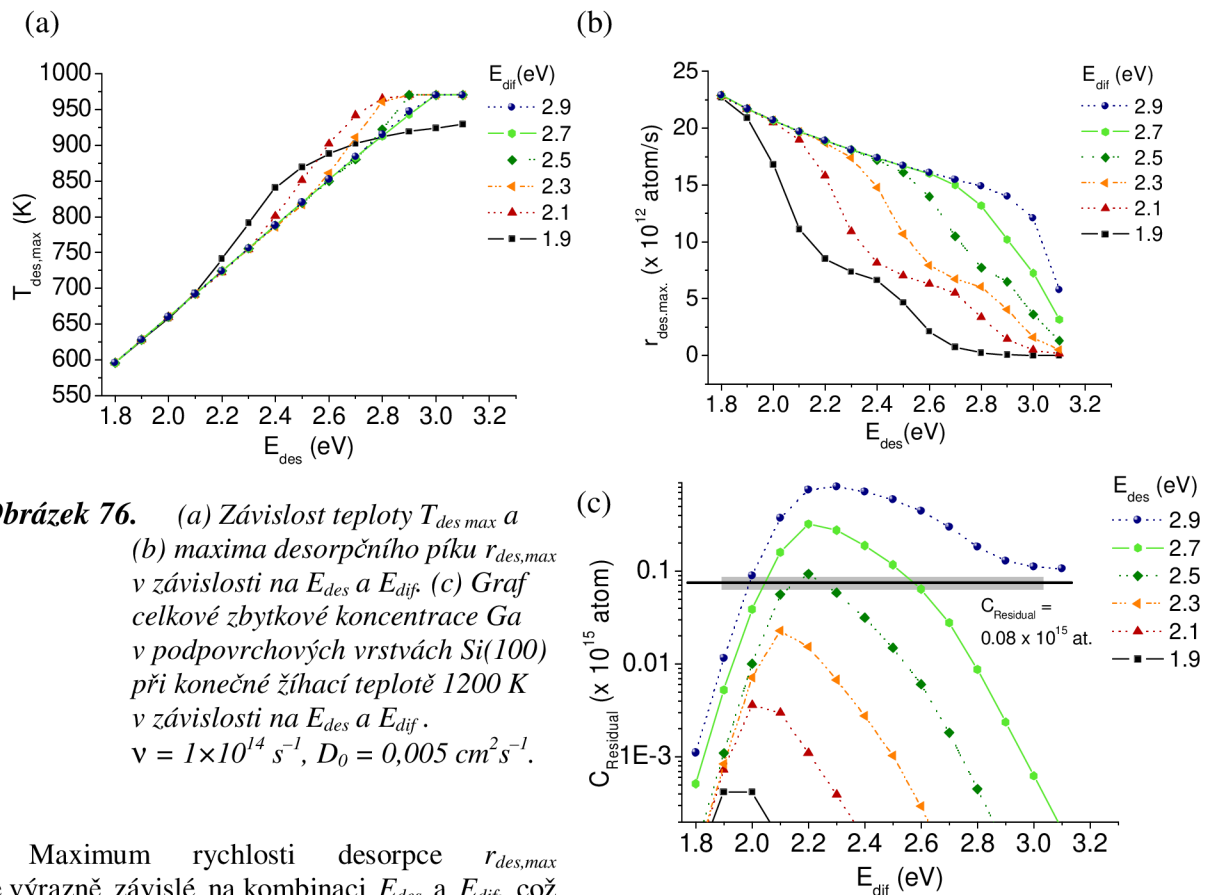 (a)
1000
950
900
850
800
750
700
650
600
550
T_des,max (K)
1.8 2.0 2.2 2.4 2.6 2.8 3.0 3.2
E_des (eV)
E_dif(eV)
2.9
2.7
2.5
2.3
2.1
1.9
(b)
25
20
15
10
5
0
r_des.max. (x 10^12 atom/s)
1.8 2.0 2.2 2.4 2.6 2.8 3.0 3.2
E_des(eV)
E_dif(eV)
2.9
2.7
2.5
2.3
2.1
1.9
brázek 76. (a) Závislost teploty T_des max a
(b) maxima desorpčního píku r_des,max
v závislosti na E_des a E_dif. (c) Graf
celkové zbytkové koncentrace Ga
v podpovrchových vrstvách Si(100)
při konečné žíhací teplotě 1200 K
v závislosti na E_des a E_dif .
ν = 1×10^14 s^–1, D_0 = 0,005 cm^2s^–1.
(c)
0.1
0.01
1E-3
C_Residual (x 10^15 atom)
C_Residual =
0.08 x 10^15 at.
1.8 2.0 2.2 2.4 2.6 2.8 3.0 3.2
E_dif (eV)
E_des (eV)
2.9
2.7
2.5
2.3
2.1
1.9
Maximum rychlosti desorpce r_des,max
výrazně závislé na kombinaci E_des a E_dif, což